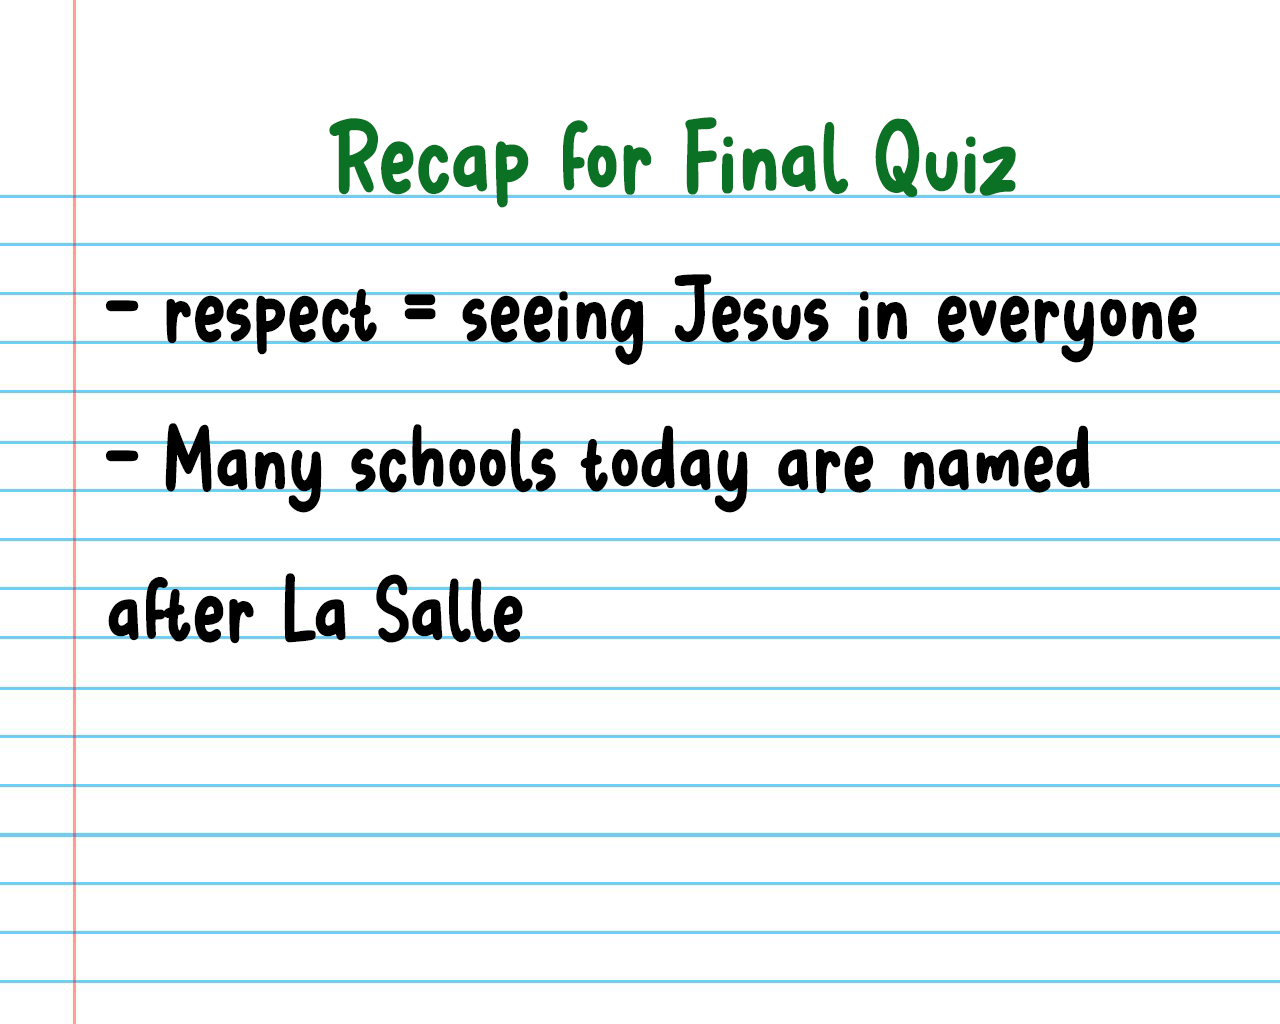 Recap for Final Quiz
- respect = seeing Jesus in everyone
- Many schools today are named
after La Salle